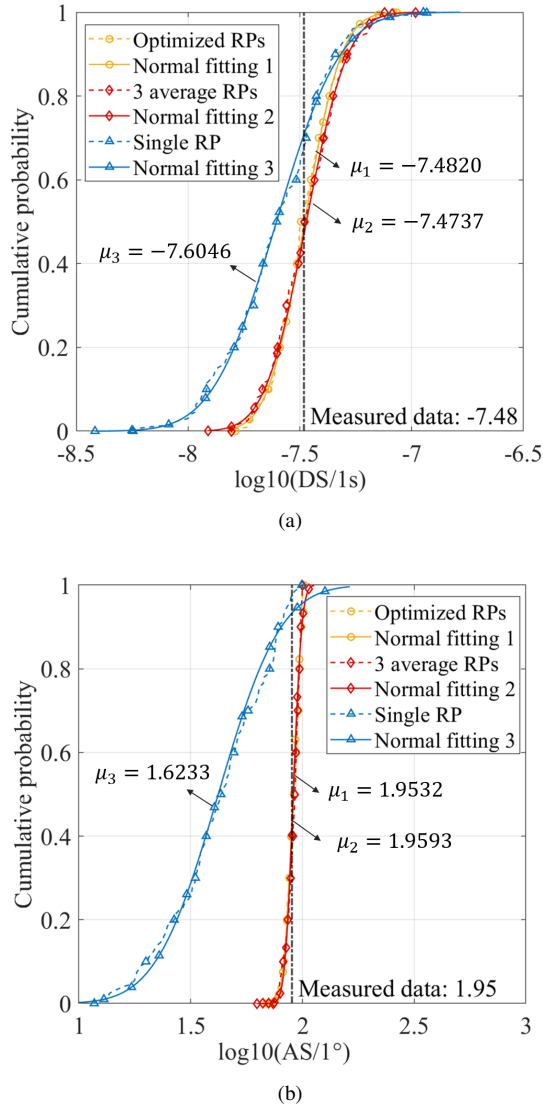 1
0.8
0.6
0.4
0.2
0
Cumulative probability
Optimized RPs
Normal fitting 1
3 average RPs
Normal fitting 2
Single RP
Normal fitting 3
μ₁ = −7.4820
μ₂ = −7.4737
μ₃ = −7.6046
Measured data: -7.48
-8.5 -8 -7.5 -7 -6.5
log10(DS/1s)
(a)
1
0.8
0.6
0.4
0.2
0
Cumulative probability
Optimized RPs
Normal fitting 1
3 average RPs
Normal fitting 2
Single RP
Normal fitting 3
μ₃ = 1.6233
μ₁ = 1.9532
μ₂ = 1.9593
Measured data: 1.95
1 1.5 2 2.5 3
log10(AS/1°)
(b)